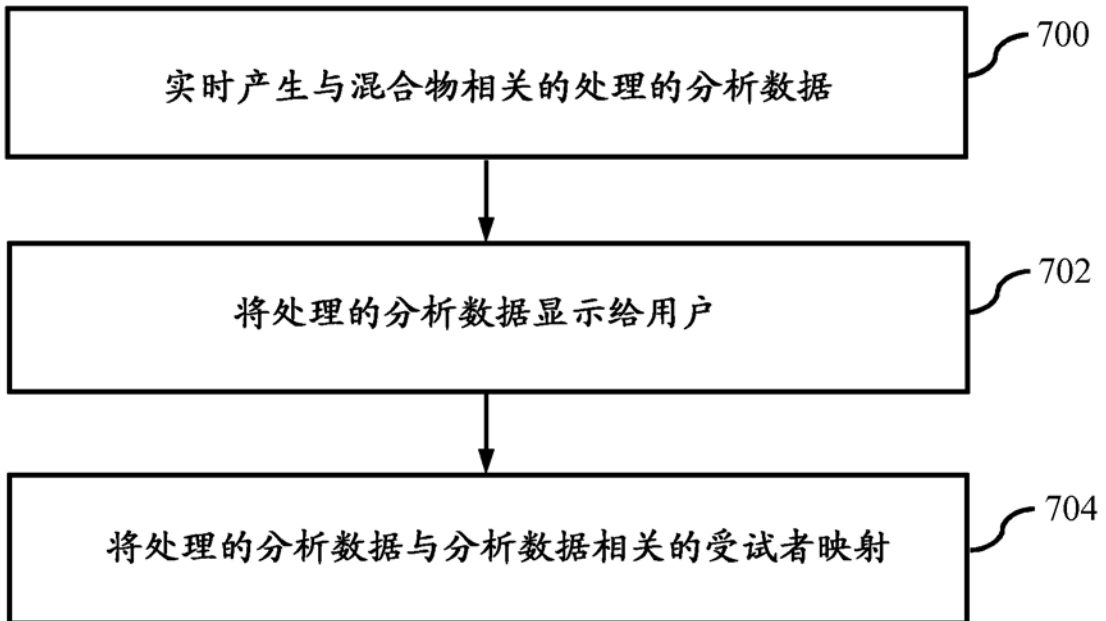 实时产生与混合物相关的处理的分析数据
700
将处理的分析数据显示给用户
702
将处理的分析数据与分析数据相关的受试者映射
704